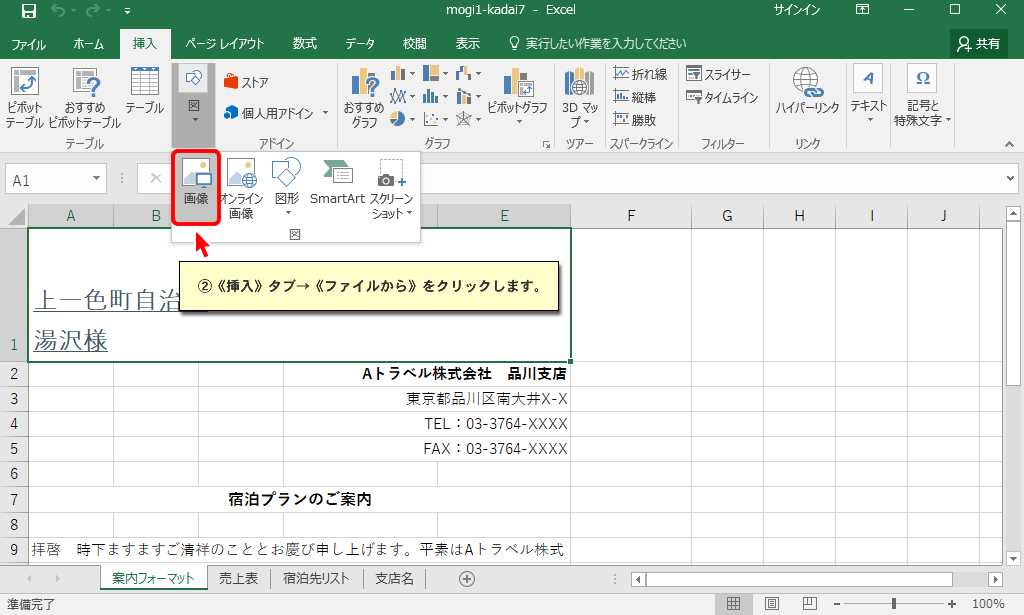 mogi1-kadai7 - Excel
サインイン
ファイル ホーム 挿入 ページ レイアウト 数式 データ 校閲 表示 実行したい作業を入力してください 共有
ピボット
テーブル
おすすめ
ピボットテーブル
テーブル
図
ストア
個人用アドイン
おすすめ
グラフ
ピボットグラフ
3D マッ
プ
折れ線
縦棒
勝敗
スライサー
タイムライン
ハイパーリンク
テキスト
記号と
特殊文字
テーブル アドイン グラフ ツアー スパークライン フィルター リンク
A1
画像
オンライン
画像
図形
SmartArt
スクリーン
ショット
図
A B E F G H I J
②《挿入》タブ→《ファイルから》をクリックします。
上一色町自治
1 湯沢様
2 Aトラベル株式会社 品川支店
3 東京都品川区南大井X-X
4 TEL：03-3764-XXXX
5 FAX：03-3764-XXXX
6
7 宿泊プランのご案内
8
9 拝啓 時下ますますご清祥のこととお慶び申し上げます。平素はAトラベル株式
案内フォーマット 売上表 宿泊先リスト 支店名
準備完了 100%